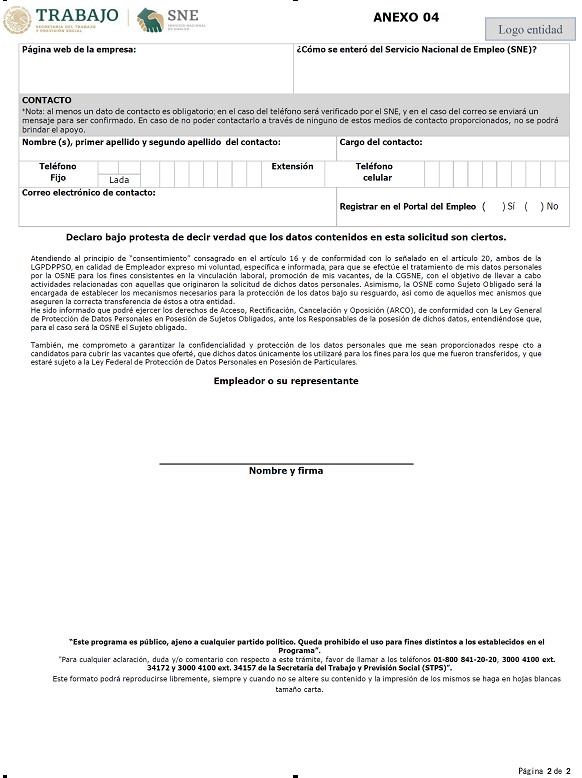 TRABAJO
SECRETARÍA DEL TRABAJO
Y PREVISIÓN SOCIAL
SNE
SERVICIO NACIONAL
DE EMPLEO
ANEXO 04
Logo entidad
Página web de la empresa:
¿Cómo se enteró del Servicio Nacional de Empleo (SNE)?
CONTACTO
*Nota: al menos un dato de contacto es obligatorio; en el caso del teléfono será verificado por el SNE, y en el caso del correo se enviará un
mensaje para ser confirmado. En caso de no poder contactarlo a través de ninguno de estos medios de contacto proporcionados, no se podrá
brindar el apoyo.
Nombre (s), primer apellido y segundo apellido del contacto:
Cargo del contacto:
Teléfono
Fijo
Lada
Extensión
Teléfono
celular
Correo electrónico de contacto:
Registrar en el Portal del Empleo ( ) Sí ( ) No
Declaro bajo protesta de decir verdad que los datos contenidos en esta solicitud son ciertos.
Atendiendo al principio de "consentimiento" consagrado en el artículo 16 y de conformidad con lo señalado en el artículo 20, ambos de la
LGPDPPSO, en calidad de Empleador expreso mi voluntad, específica e informada, para que se efectúe el tratamiento de mis datos personales
por la OSNE para los fines consistentes en la vinculación laboral, promoción de mis vacantes, de la CGSNE, con el objetivo de llevar a cabo
actividades relacionadas con aquellas que originaron la solicitud de dichos datos personales. Asimismo, la OSNE como Sujeto Obligado será la
encargada de establecer los mecanismos necesarios para la protección de los datos bajo su resguardo, así como de aquellos mec anismos que
aseguren la correcta transferencia de éstos a otra entidad.
He sido informado que podré ejercer los derechos de Acceso, Rectificación, Cancelación y Oposición (ARCO), de conformidad con la Ley General
de Protección de Datos Personales en Posesión de Sujetos Obligados, ante los Responsables de la posesión de dichos datos, entendiéndose que,
para el caso será la OSNE el Sujeto obligado.
También, me comprometo a garantizar la confidencialidad y protección de los datos personales que me sean proporcionados respe cto a
candidatos para cubrir las vacantes que oferté, que dichos datos únicamente los utilizaré para los fines para los que me fueron transferidos, y que
estaré sujeto a la Ley Federal de Protección de Datos Personales en Posesión de Particulares.
Empleador o su representante
Nombre y firma
"Este programa es público, ajeno a cualquier partido político. Queda prohibido el uso para fines distintos a los establecidos en el
Programa".
"Para cualquier aclaración, duda y/o comentario con respecto a este trámite, favor de llamar a los teléfonos 01-800 841-20-20, 3000 4100 ext.
34172 y 3000 4100 ext. 34157 de la Secretaría del Trabajo y Previsión Social (STPS)".
Este formato podrá reproducirse libremente, siempre y cuando no se altere su contenido y la impresión de los mismos se haga en hojas blancas
tamaño carta.
Página 2 de 2